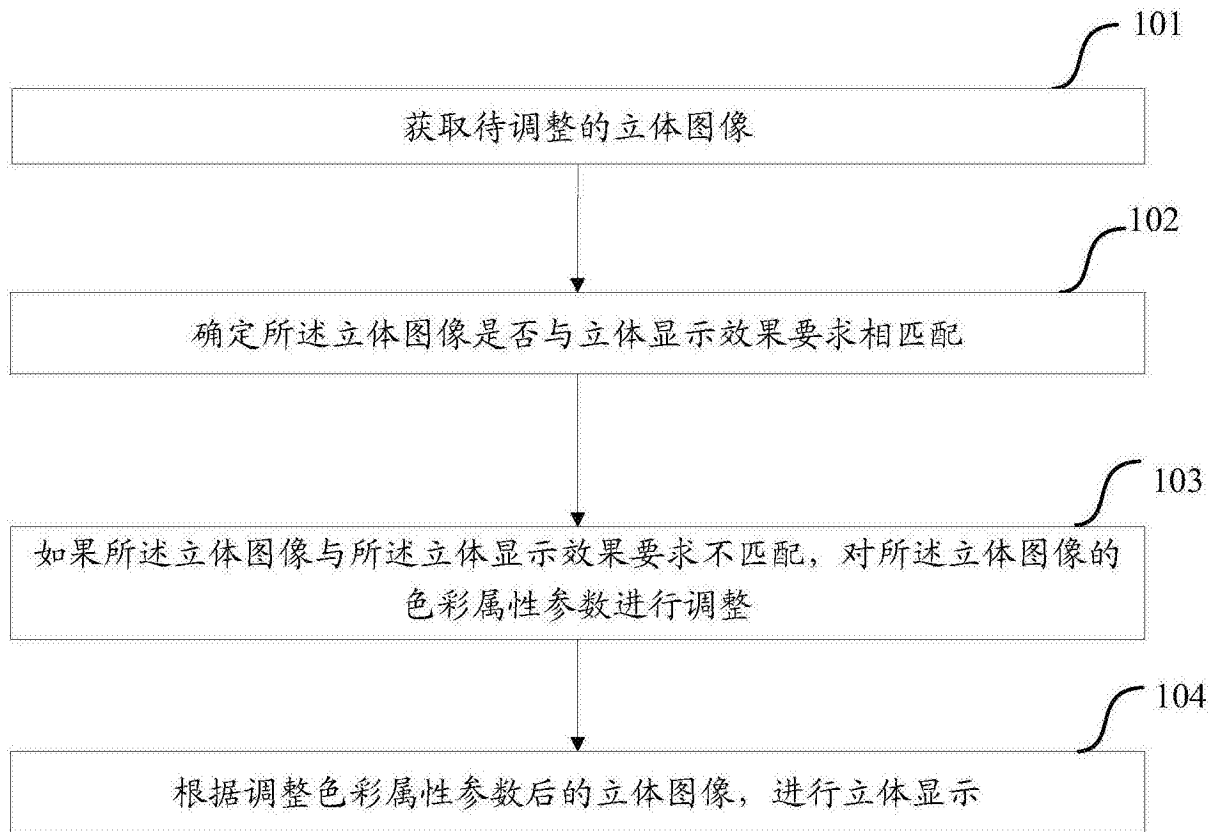 101
获取待调整的立体图像
102
确定所述立体图像是否与立体显示效果要求相匹配
103
如果所述立体图像与所述立体显示效果要求不匹配，对所述立体图像的
色彩属性参数进行调整
104
根据调整色彩属性参数后的立体图像，进行立体显示